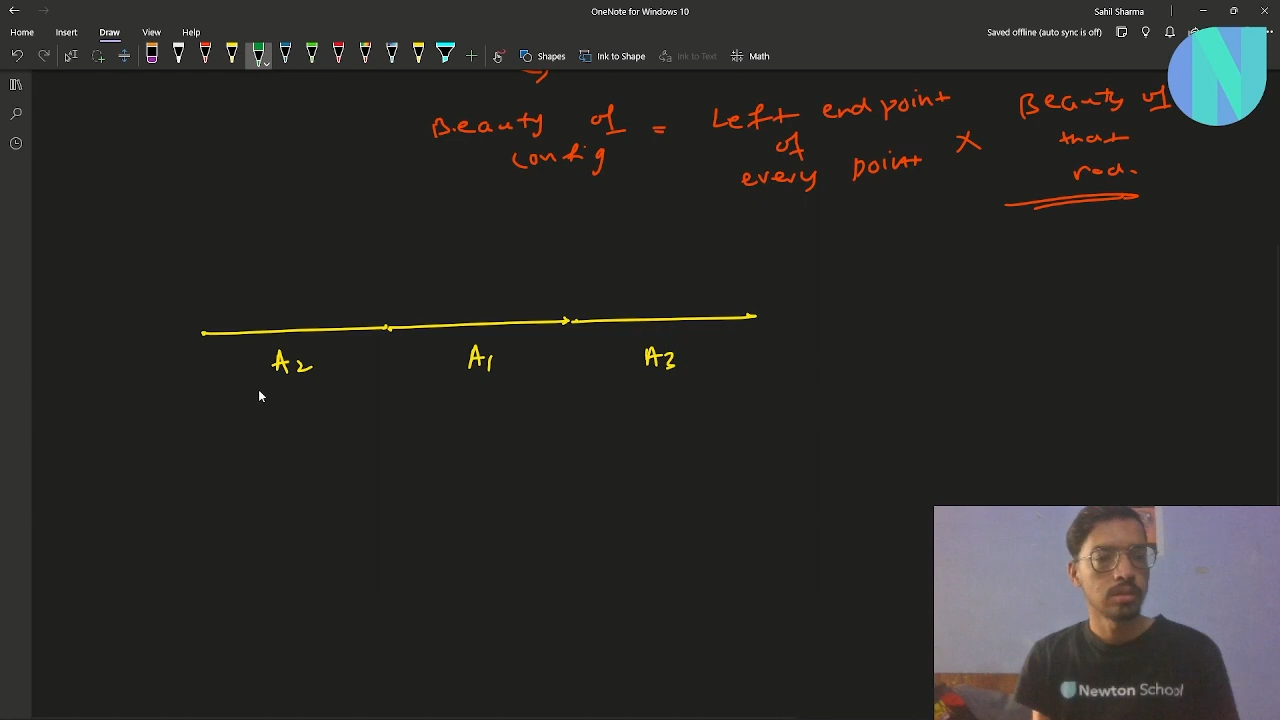 OneNote for Windows 10
Sahil Sharma
Home Insert Draw View Help
Saved offline (auto sync is off)
Shapes Ink to Shape Ink to Text Math
Beauty of config = Left end point of every point × Beauty of that rod.
A2 A1 A3
Newton School